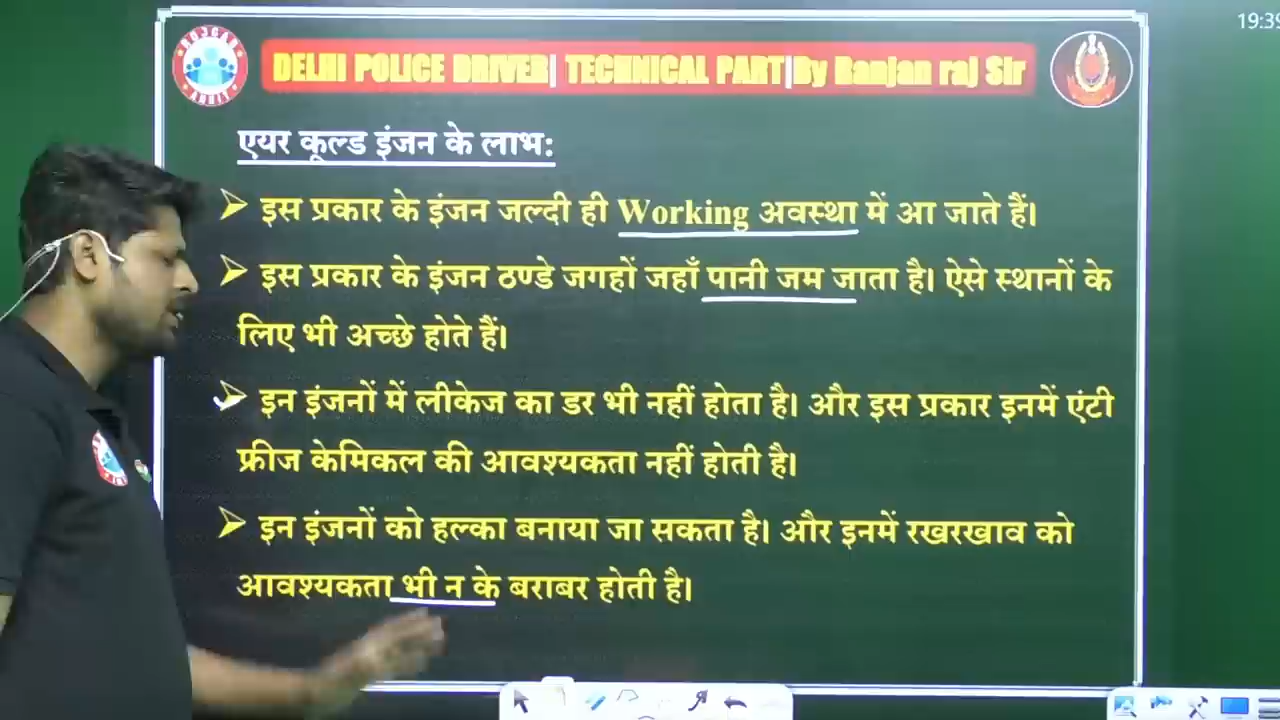 19:39
DELHI POLICE DRIVER| TECHNICAL PART|By Ranjan raj Sir
एयर कूल्ड इंजन के लाभ:
➢ इस प्रकार के इंजन जल्दी ही Working अवस्था में आ जाते हैं।
➢ इस प्रकार के इंजन ठण्डे जगहों जहाँ पानी जम जाता है। ऐसे स्थानों के
लिए भी अच्छे होते हैं।
➢ इन इंजनों में लीकेज का डर भी नहीं होता है। और इस प्रकार इनमें एंटी
फ्रीज केमिकल की आवश्यकता नहीं होती है।
➢ इन इंजनों को हल्का बनाया जा सकता है। और इनमें रखरखाव को
आवश्यकता भी न के बराबर होती है।